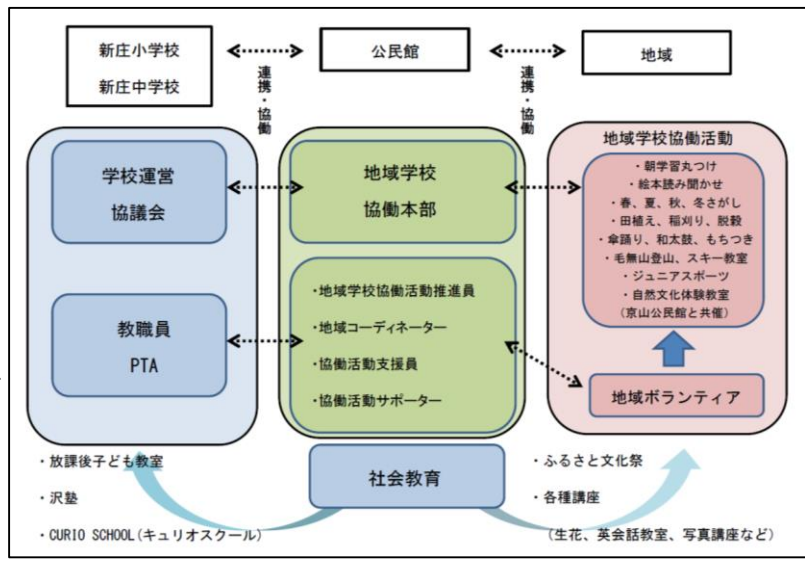 新庄小学校
新庄中学校
公民館
地域
連携・協働
連携・協働
学校運営
協議会
教職員
PTA
地域学校
協働本部
・地域学校協働活動推進員
・地域コーディネーター
・協働活動支援員
・協働活動サポーター
地域学校協働活動
・朝学習丸つけ
・絵本読み聞かせ
・春、夏、秋、冬さがし
・田植え、稲刈り、脱穀
・傘踊り、和太鼓、もちつき
・毛無山登山、スキー教室
・ジュニアスポーツ
・自然文化体験教室
(京山公民館と共催)
地域ボランティア
・放課後子ども教室
・沢塾
・CURIO SCHOOL(キュリオスクール)
社会教育
・ふるさと文化祭
・各種講座
(生花、英会話教室、写真講座など)